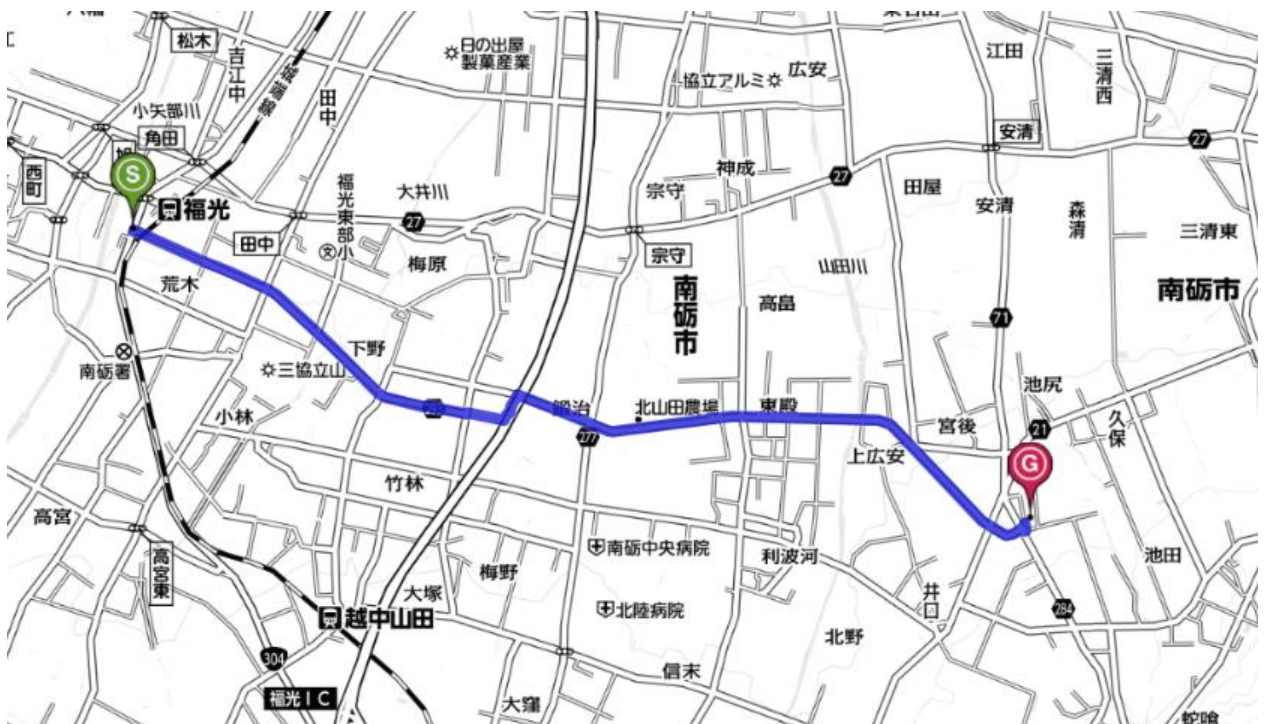 松木
吉江中
城端線
田中
日の出屋
製菓産業
協立アルミ
広安
江田
三清西
小矢部川
角田
西町
S
福光
田中
福光東部小
文
大井川
27
梅原
宗守
神成
27
宗守
安清
27
田屋
安清
森清
三清東
山田川
南砺市
南砺市
高畠
71
荒木
南砺署
三協立山
下野
小林
鍛治
277
北山田農場
東殿
上広安
宮後
池尻
21
久保
G
竹林
高宮
高宮東
越中山田
大塚
梅野
南砺中央病院
北陸病院
利波河
井口
池田
284
北野
信末
304
福光IC
大窪
蛇喰